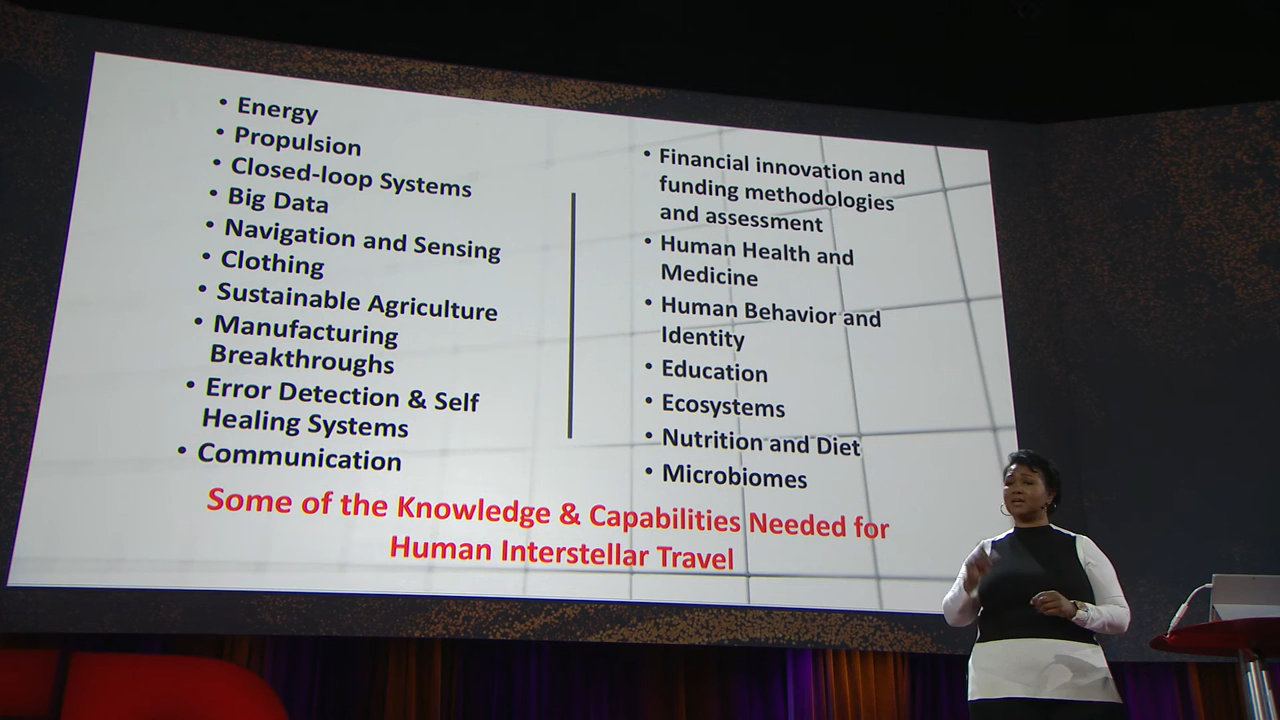 • Energy
• Propulsion
• Closed-loop Systems
• Big Data
• Navigation and Sensing
• Clothing
• Sustainable Agriculture
• Manufacturing
Breakthroughs
• Error Detection & Self
Healing Systems
• Communication
• Financial innovation and
funding methodologies
and assessment
• Human Health and
Medicine
• Human Behavior and
Identity
• Education
• Ecosystems
• Nutrition and Diet
• Microbiomes
Some of the Knowledge & Capabilities Needed for
Human Interstellar Travel